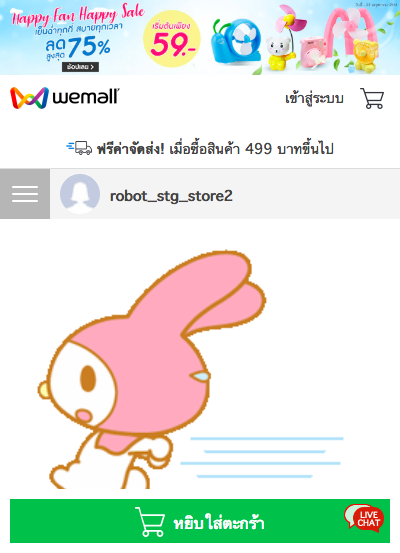 Happy Fan Happy Sale
เย็นฉ่ำทุกที่ สบายทุกเวลา
ลด
สูงสุด 75%
ช้อปเลย >
เริ่มต้นเพียง
59.-
wemall
เข้าสู่ระบบ
ฟรีค่าจัดส่ง! เมื่อซื้อสินค้า 499 บาทขึ้นไป
robot_stg_store2
หยิบใส่ตะกร้า
LIVE
CHAT